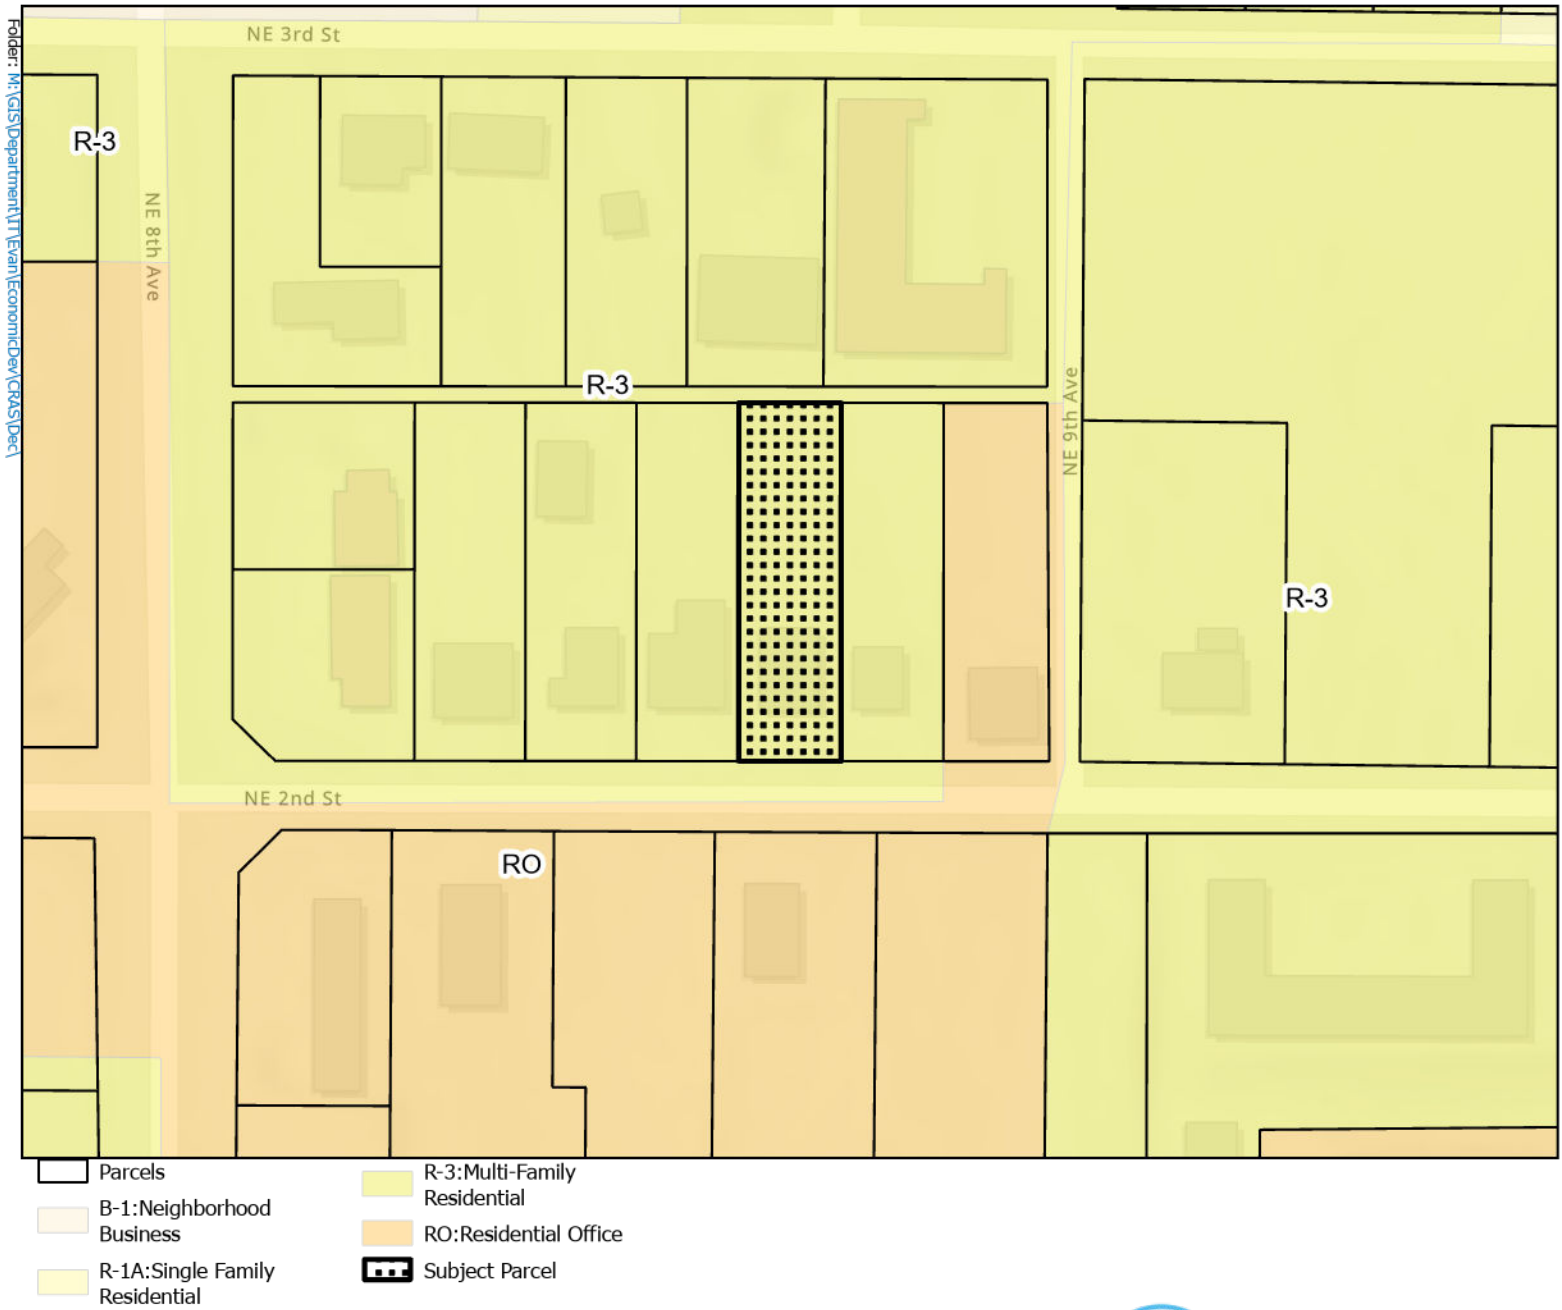 Folder: M:\GIS\Department\IT\Evan\EconomicDev\CRAS\Dec\
NE 3rd St
R-3
NE 8th Ave
R-3
NE 9th Ave
R-3
NE 2nd St
RO
Parcels
B-1:Neighborhood
Business
R-1A:Single Family
Residential
R-3:Multi-Family
Residential
RO:Residential Office
Subject Parcel